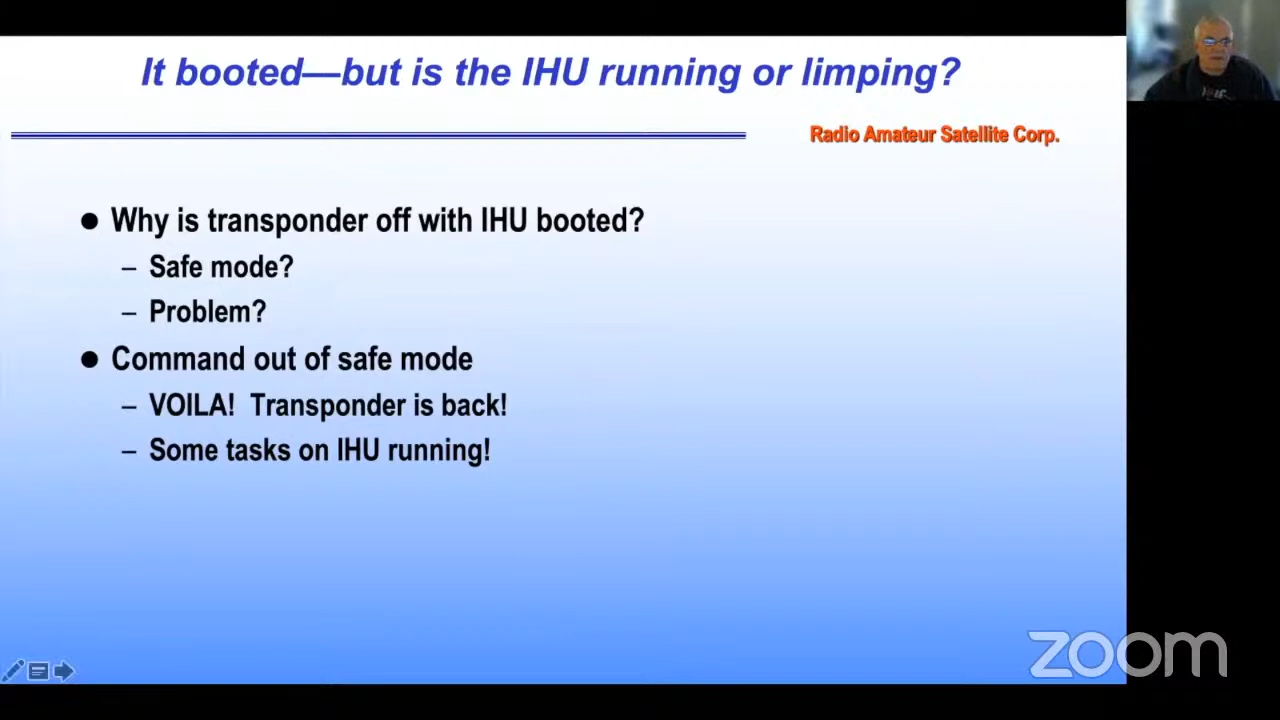 It booted—but is the IHU running or limping?
Radio Amateur Satellite Corp.
● Why is transponder off with IHU booted?
– Safe mode?
– Problem?
● Command out of safe mode
– VOILA!  Transponder is back!
– Some tasks on IHU running!
zoom